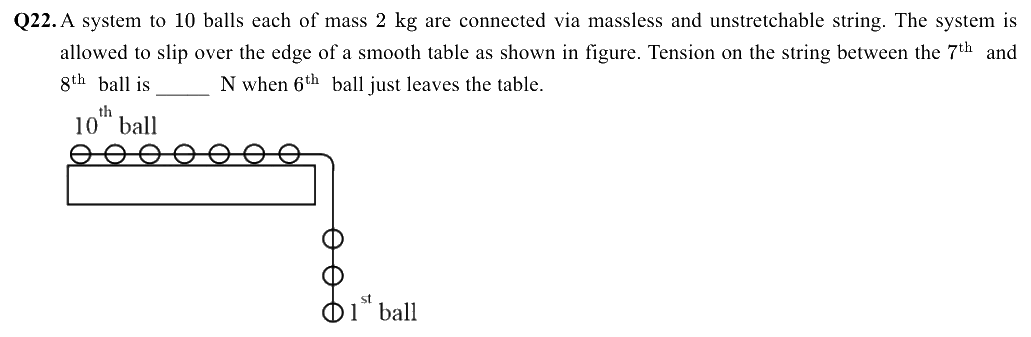 Q22. A system to 10 balls each of mass 2 kg are connected via massless and unstretchable string. The system is
allowed to slip over the edge of a smooth table as shown in figure. Tension on the string between the 7th and
8th ball is _____ N when 6th ball just leaves the table.
10th ball
1st ball